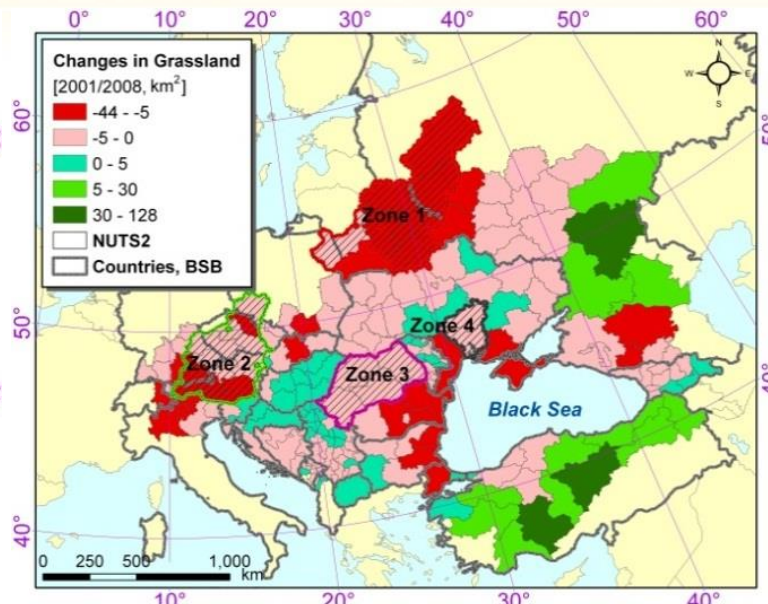 0° 10° 20° 30° 40° 50° 60°
Changes in Grassland
[2001/2008, km²]
-44 - -5
-5 - 0
0 - 5
5 - 30
30 - 128
NUTS2
Countries, BSB
N
W E
S
60°
50°
40°
Zone 1
Zone 4
Zone 2
Zone 3
Black Sea
40°
0 250 500 1,000
km
10° 20° 30° 40°